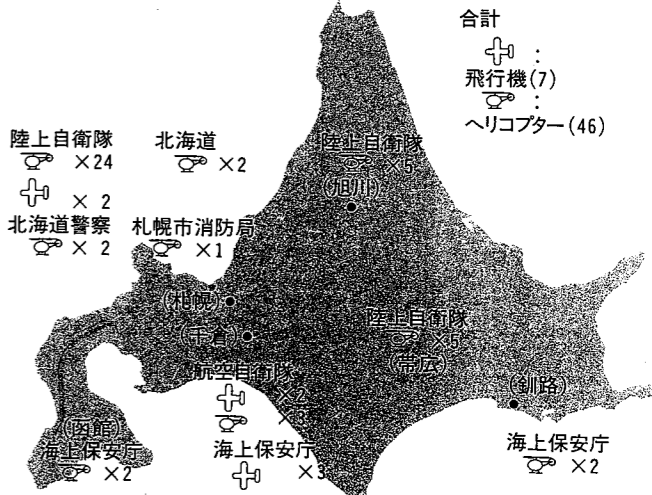 合計
:
飛行機(7)
:
ヘリコプター(46)
陸上自衛隊
×24
× 2
北海道
×2
陸上自衛隊
×5
(旭川)
北海道警察
× 2
札幌市消防局
×1
(札幌)
(千倉)
陸上自衛隊
×5
(帯広)
航空自衛隊
×2
×3
(釧路)
(函館)
海上保安庁
×2
海上保安庁
×3
海上保安庁
×2